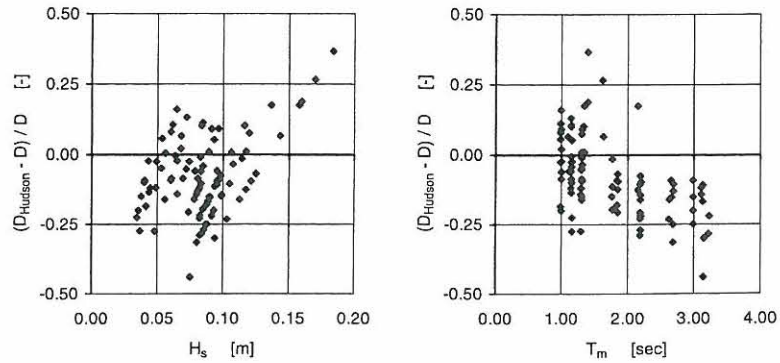 0.50
0.25
0.00
-0.25
-0.50
(D_Hudson - D) / D [-]
0.00 0.05 0.10 0.15 0.20
H_s [m]
0.50
0.25
0.00
-0.25
-0.50
(D_Hudson - D) / D [-]
0.00 1.00 2.00 3.00 4.00
T_m [sec]